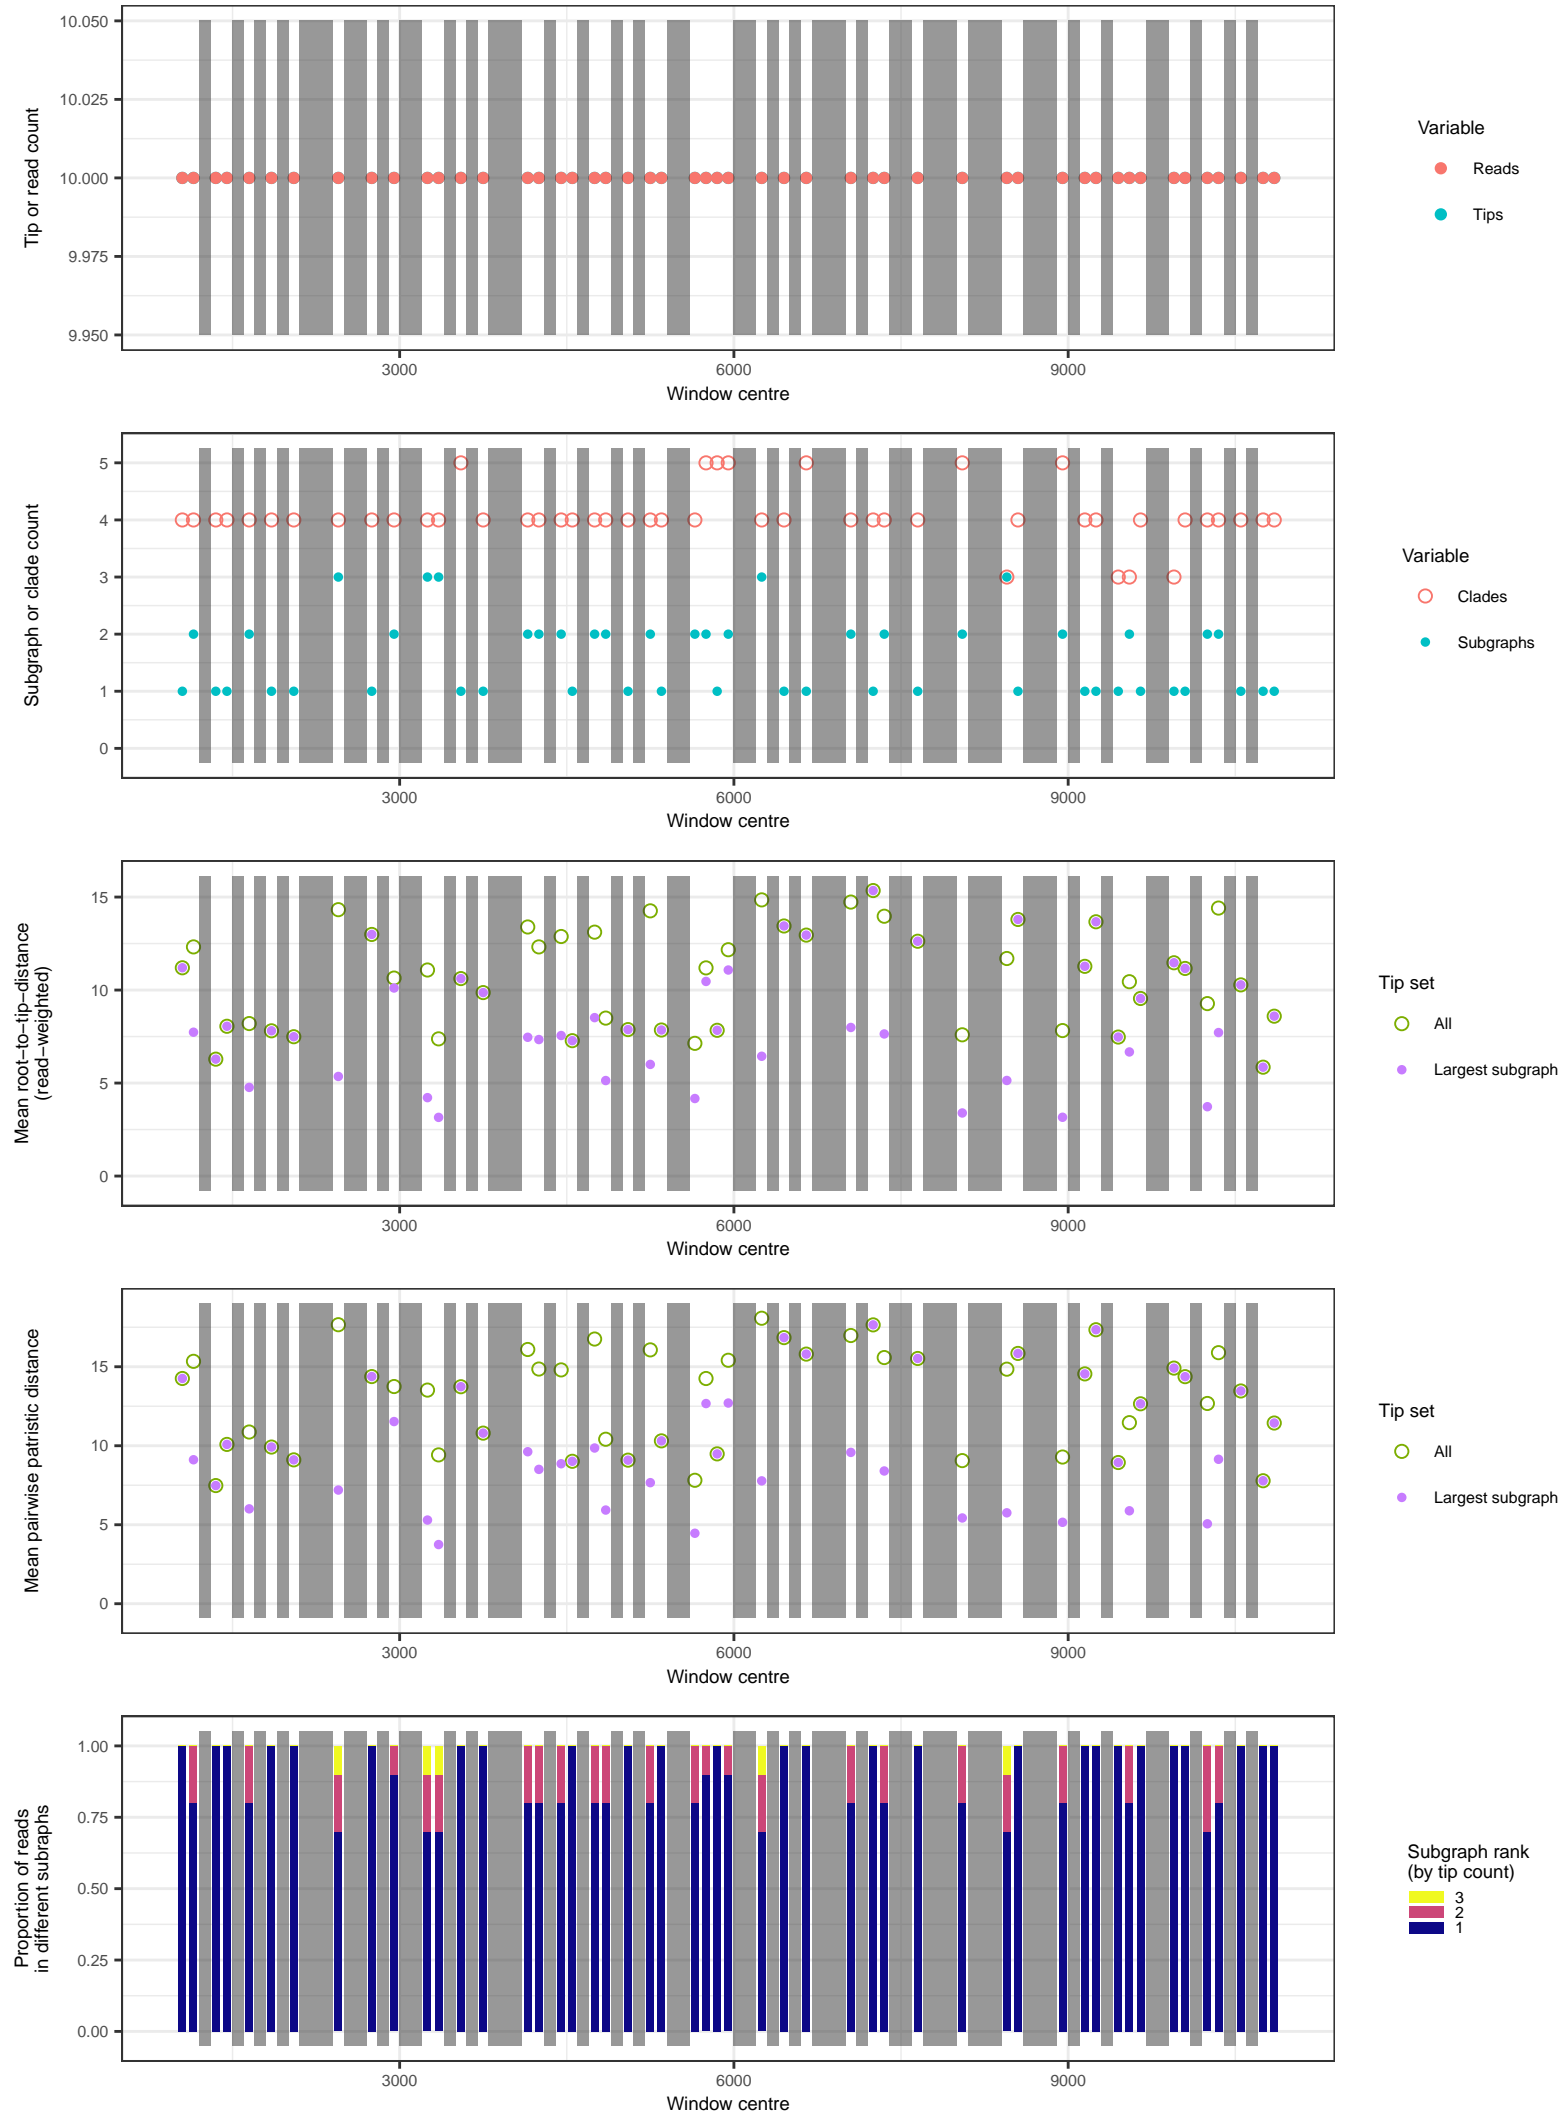 10.050
10.025
10.000
9.975
9.950
Tip or read count
3000
6000
9000
Window centre
Variable
Reads
Tips
5
4
3
2
1
0
Subgraph or clade count
3000
6000
9000
Window centre
Variable
Clades
Subgraphs
15
10
5
0
Mean root−to−tip−distance
(read−weighted)
3000
6000
9000
Window centre
Tip set
All
Largest subgraph
15
10
5
0
Mean pairwise patristic distance
3000
6000
9000
Window centre
Tip set
All
Largest subgraph
1.00
0.75
0.50
0.25
0.00
Proportion of reads
in different subraphs
3000
6000
9000
Window centre
Subgraph rank
(by tip count)
3
2
1